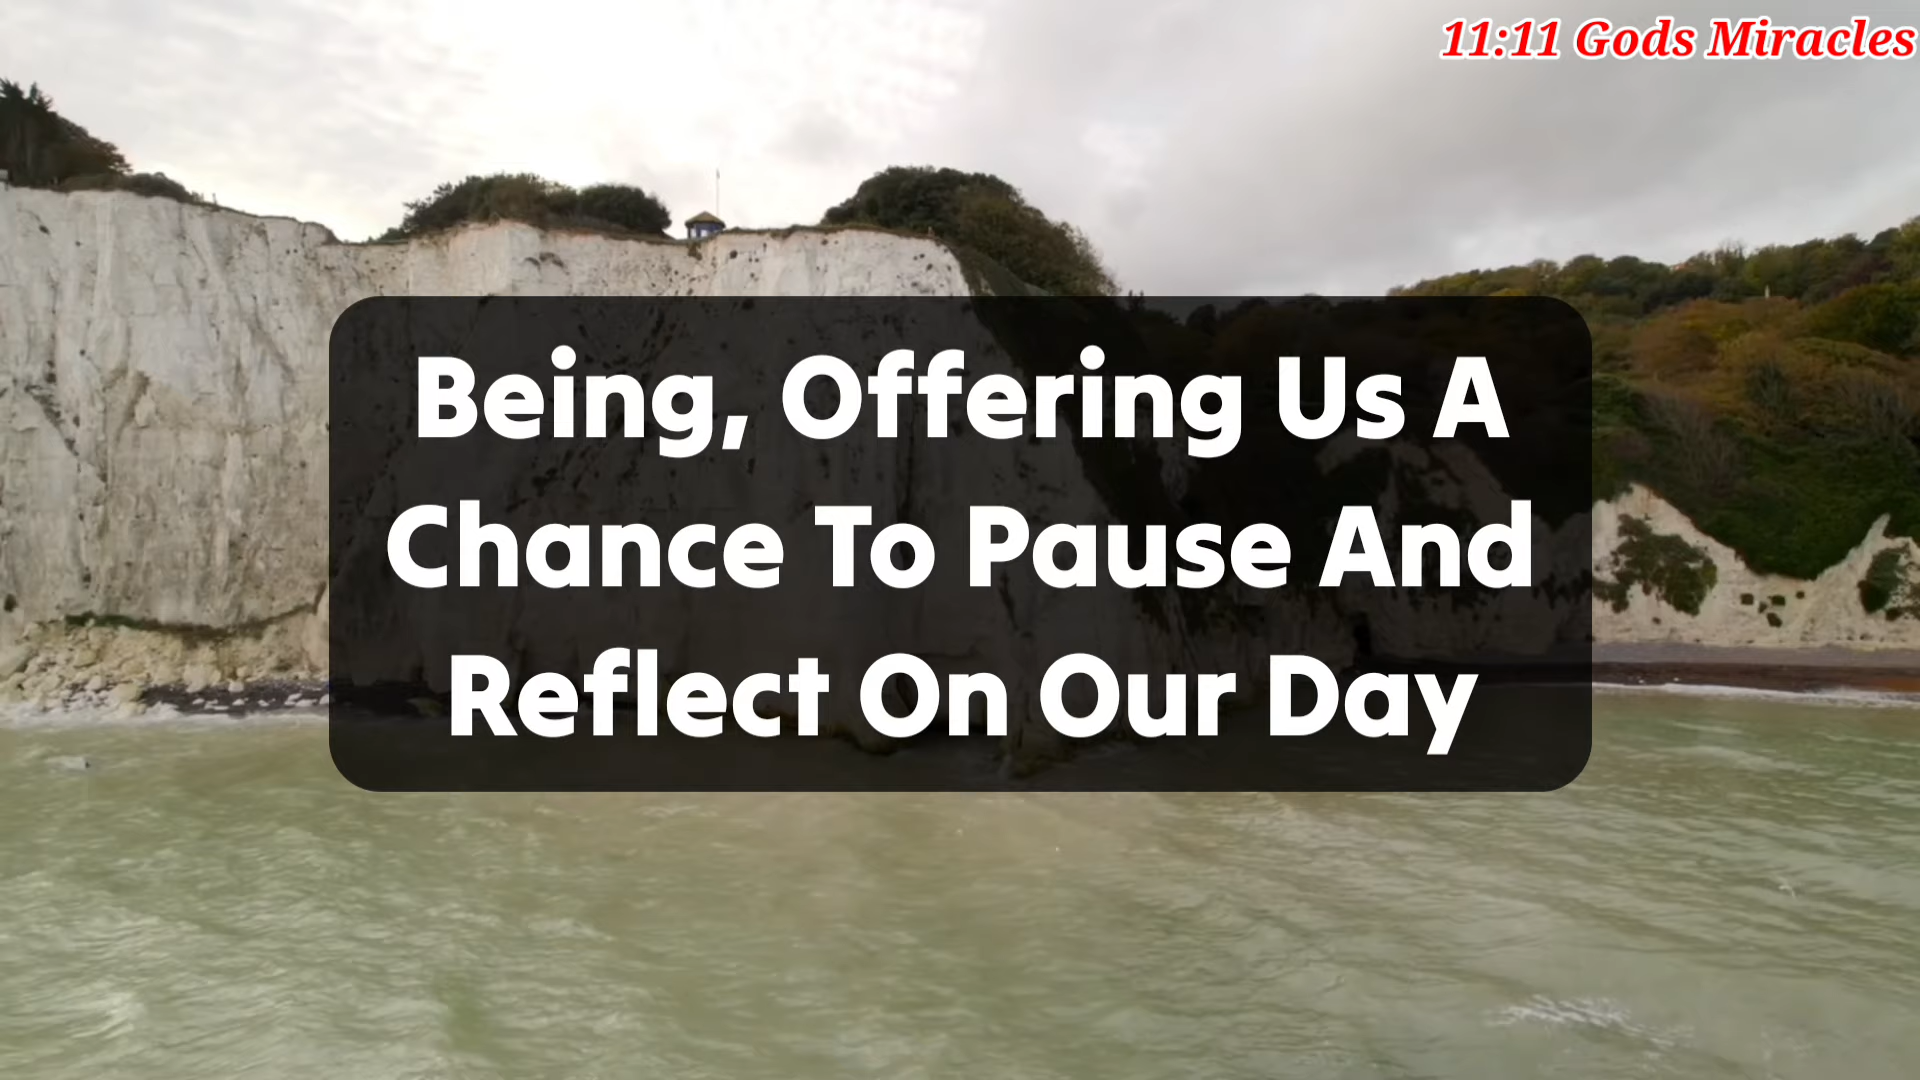 11:11 Gods Miracles
Being, Offering Us A
Chance To Pause And
Reflect On Our Day